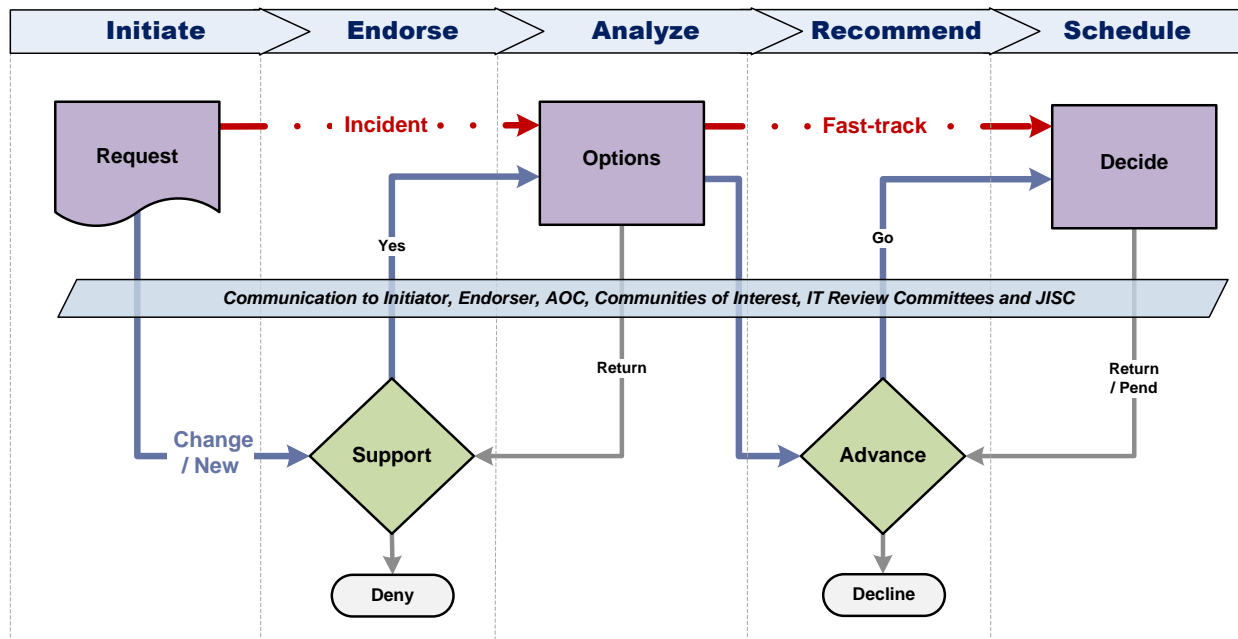 Initiate
Endorse
Analyze
Recommend
Schedule
Request
Incident
Options
Fast-track
Decide
Yes
Go
Communication to Initiator, Endorser, AOC, Communities of Interest, IT Review Committees and JISC
Return
Return
/ Pend
Change
/ New
Support
Advance
Deny
Decline